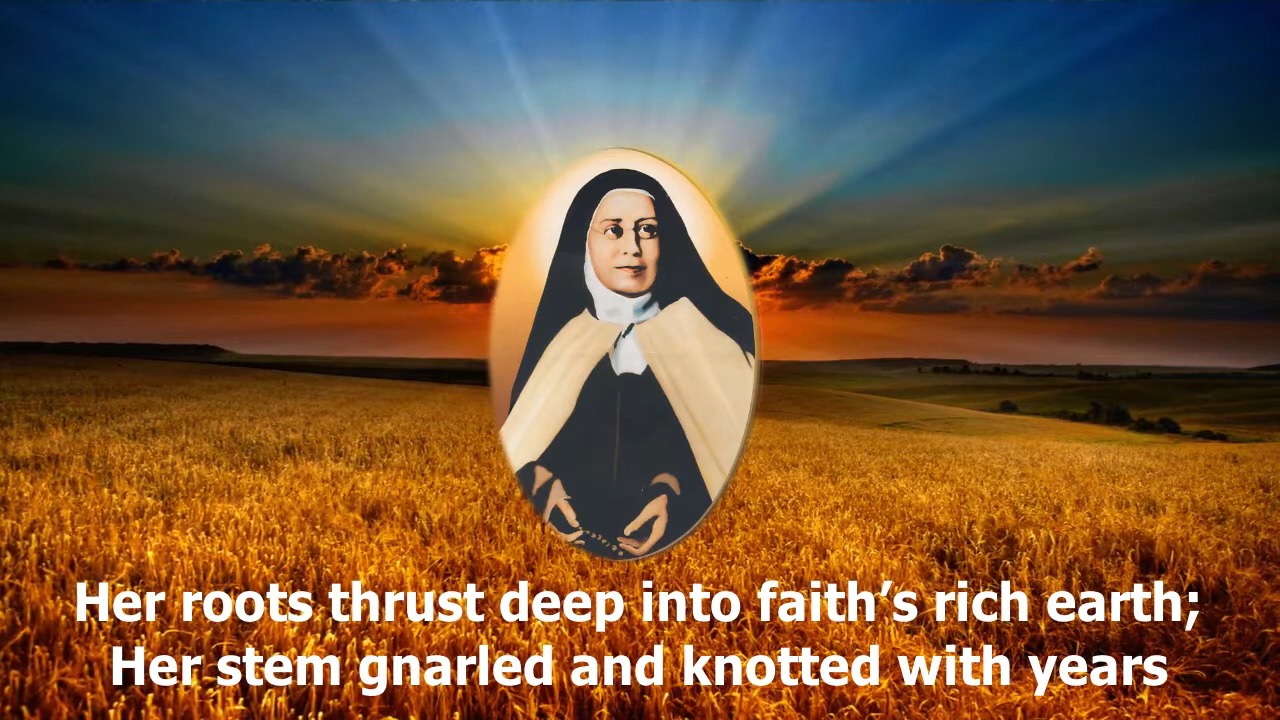 Her roots thrust deep into faith’s rich earth;
Her stem gnarled and knotted with years